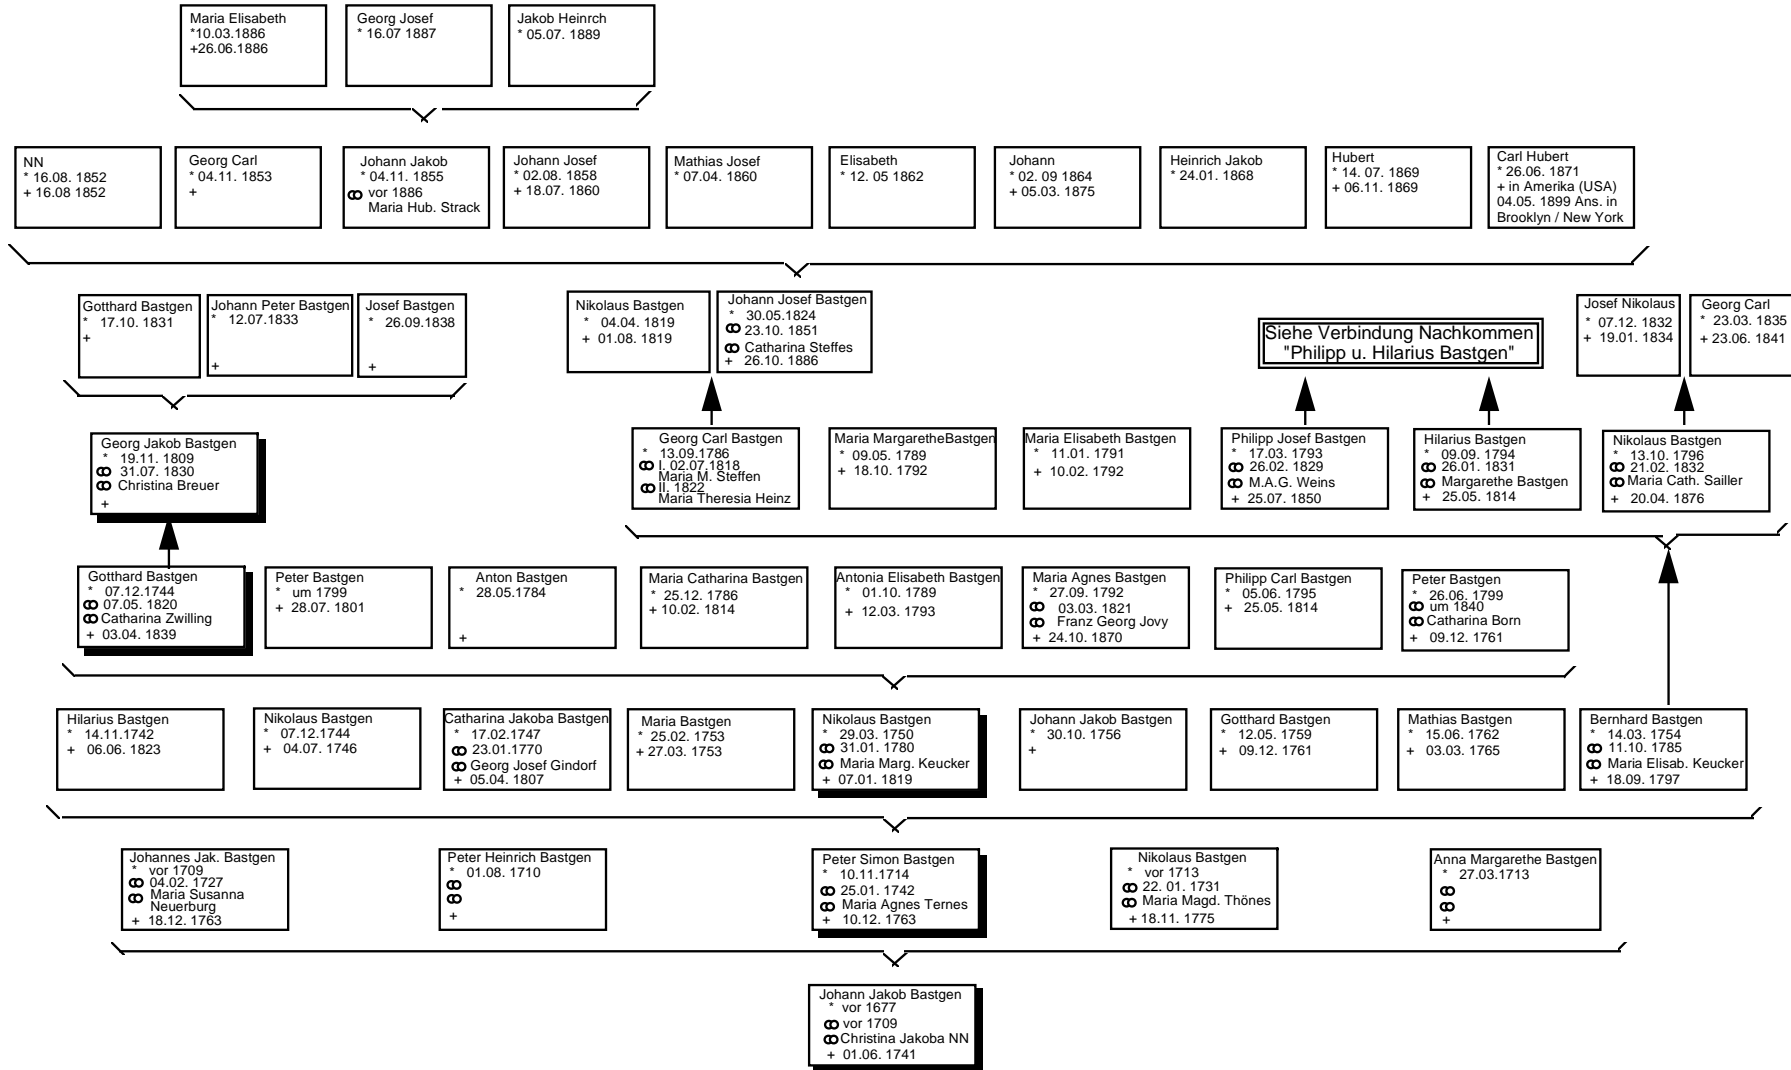 Maria Elisabeth
*10.03.1886
+26.06.1886
Georg Josef
* 16.07 1887
Jakob Heinrch
* 05.07. 1889
NN
* 16.08. 1852
+ 16.08 1852
Georg Carl
* 04.11. 1853
+
Johann Jakob
* 04.11. 1855
ꝏ vor 1886
Maria Hub. Strack
Johann Josef
* 02.08. 1858
+ 18.07. 1860
Mathias Josef
* 07.04. 1860
Elisabeth
* 12. 05 1862
Johann
* 02. 09 1864
+ 05.03. 1875
Heinrich Jakob
* 24.01. 1868
Hubert
* 14. 07. 1869
+ 06.11. 1869
Carl Hubert
* 26.06. 1871
+ in Amerika (USA)
04.05. 1899 Ans. in
Brooklyn / New York
Gotthard Bastgen
* 17.10. 1831
+
Johann Peter Bastgen
* 12.07.1833
+
Josef Bastgen
* 26.09.1838
+
Nikolaus Bastgen
* 04.04. 1819
+ 01.08. 1819
Johann Josef Bastgen
* 30.05.1824
ꝏ 23.10. 1851
ꝏ Catharina Steffes
+ 26.10. 1886
Siehe Verbindung Nachkommen
"Philipp u. Hilarius Bastgen"
Josef Nikolaus
* 07.12. 1832
+ 19.01. 1834
Georg Carl
* 23.03. 1835
+ 23.06. 1841
Georg Jakob Bastgen
* 19.11. 1809
ꝏ 31.07. 1830
ꝏ Christina Breuer
+
Georg Carl Bastgen
* 13.09.1786
ꝏ I. 02.07.1818
Maria M. Steffen
ꝏ II. 1822
Maria Theresia Heinz
Maria MargaretheBastgen
* 09.05. 1789
+ 18.10. 1792
Maria Elisabeth Bastgen
* 11.01. 1791
+ 10.02. 1792
Philipp Josef Bastgen
* 17.03. 1793
ꝏ 26.02. 1829
ꝏ M.A.G. Weins
+ 25.07. 1850
Hilarius Bastgen
* 09.09. 1794
ꝏ 26.01. 1831
ꝏ Margarethe Bastgen
+ 25.05. 1814
Nikolaus Bastgen
* 13.10. 1796
ꝏ 21.02. 1832
ꝏ Maria Cath. Sailler
+ 20.04. 1876
Gotthard Bastgen
* 07.12.1744
ꝏ 07.05. 1820
ꝏ Catharina Zwilling
+ 03.04. 1839
Peter Bastgen
* um 1799
+ 28.07. 1801
Anton Bastgen
* 28.05.1784
+
Maria Catharina Bastgen
* 25.12. 1786
+ 10.02. 1814
Antonia Elisabeth Bastgen
* 01.10. 1789
+ 12.03. 1793
Maria Agnes Bastgen
* 27.09. 1792
ꝏ 03.03. 1821
ꝏ Franz Georg Jovy
+ 24.10. 1870
Philipp Carl Bastgen
* 05.06. 1795
+ 25.05. 1814
Peter Bastgen
* 26.06. 1799
ꝏ um 1840
ꝏ Catharina Born
+ 09.12. 1761
Hilarius Bastgen
* 14.11.1742
+ 06.06. 1823
Nikolaus Bastgen
* 07.12. 1744
+ 04.07. 1746
Catharina Jakoba Bastgen
* 17.02.1747
ꝏ 23.01.1770
ꝏ Georg Josef Gindorf
+ 05.04. 1807
Maria Bastgen
* 25.02. 1753
+ 27.03. 1753
Nikolaus Bastgen
* 29.03. 1750
ꝏ 31.01. 1780
ꝏ Maria Marg. Keucker
+ 07.01. 1819
Johann Jakob Bastgen
* 30.10. 1756
+
Gotthard Bastgen
* 12.05. 1759
+ 09.12. 1761
Mathias Bastgen
* 15.06. 1762
+ 03.03. 1765
Bernhard Bastgen
* 14.03. 1754
ꝏ 11.10. 1785
ꝏ Maria Elisab. Keucker
+ 18.09. 1797
Johannes Jak. Bastgen
* vor 1709
ꝏ 04.02. 1727
ꝏ Maria Susanna
Neuerburg
+ 18.12. 1763
Peter Heinrich Bastgen
* 01.08. 1710
ꝏ
ꝏ
+
Peter Simon Bastgen
* 10.11.1714
ꝏ 25.01. 1742
ꝏ Maria Agnes Ternes
+ 10.12. 1763
Nikolaus Bastgen
* vor 1713
ꝏ 22. 01. 1731
ꝏ Maria Magd. Thönes
+ 18.11. 1775
Anna Margarethe Bastgen
* 27.03.1713
ꝏ
ꝏ
+
Johann Jakob Bastgen
* vor 1677
ꝏ vor 1709
ꝏ Christina Jakoba NN
+ 01.06. 1741